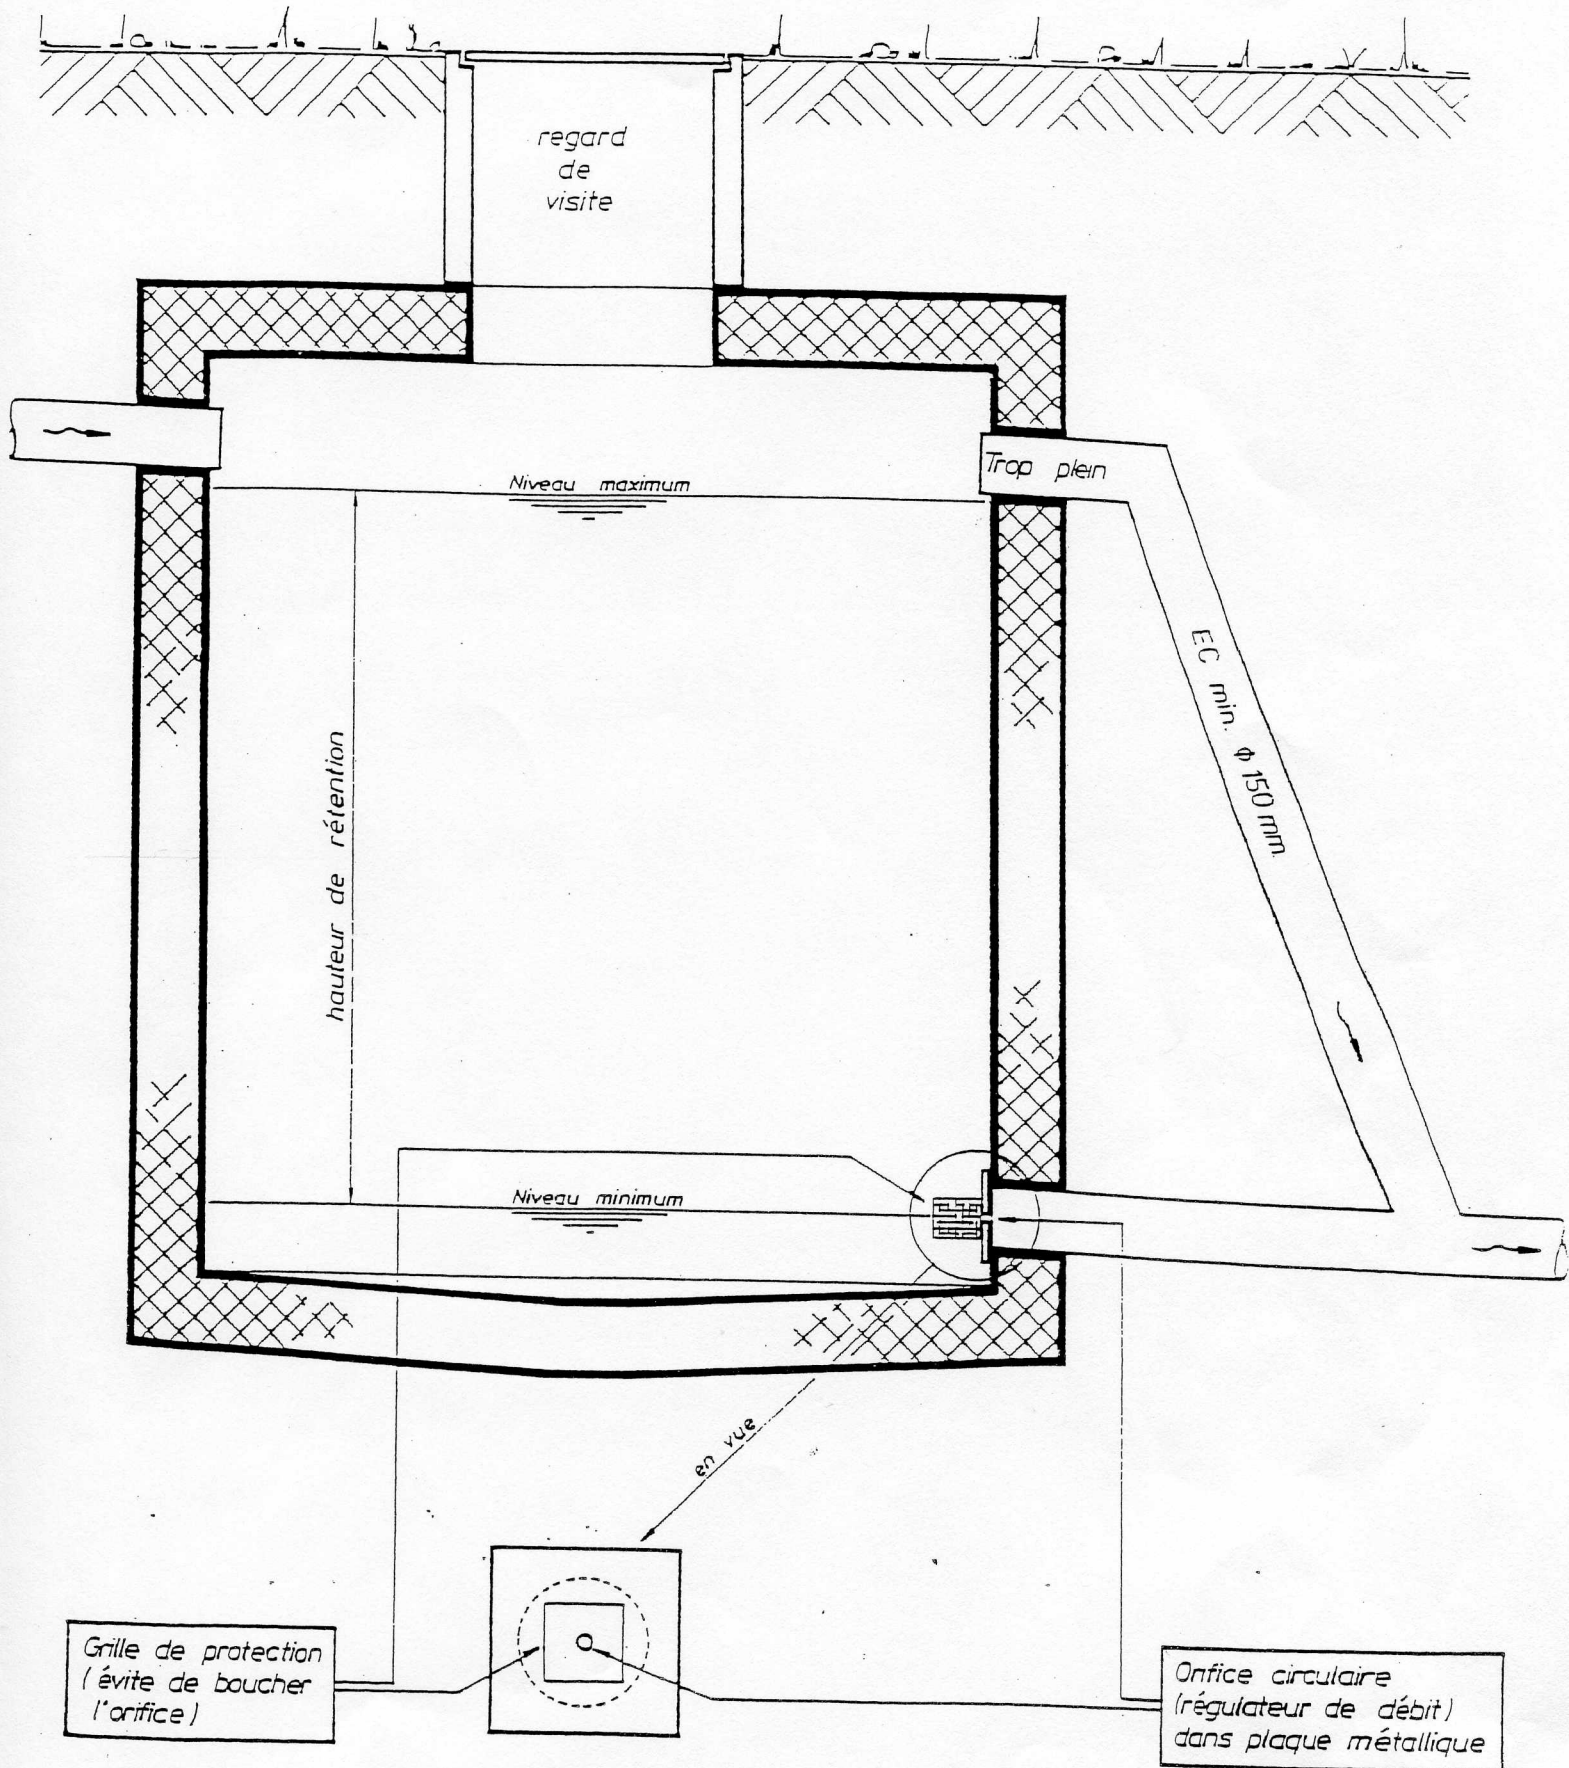 regard
de
visite
Niveau maximum
Trop plein
EC min. ϕ 150 mm.
hauteur de rétention
Niveau minimum
en vue
Grille de protection
(évite de boucher
l'orifice)
Orifice circulaire
(régulateur de débit)
dans plaque métallique